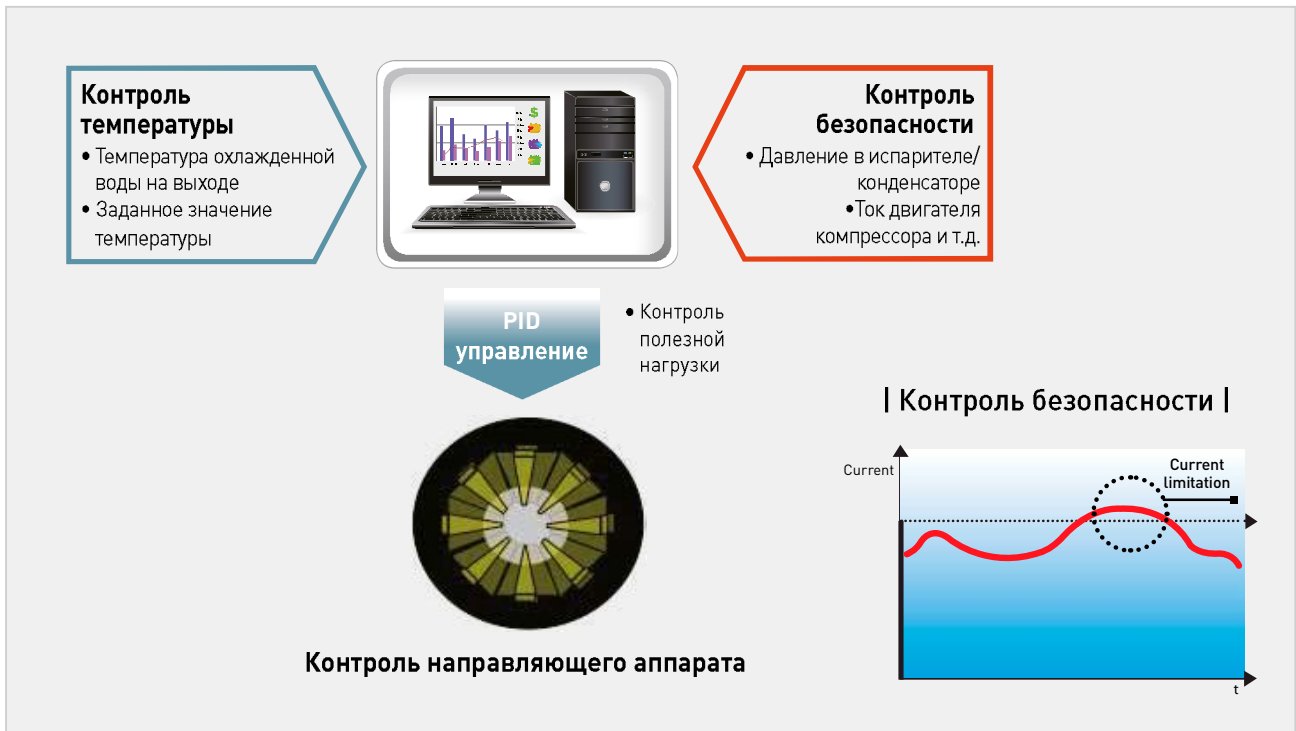 Контроль
температуры
• Температура охлажденной
воды на выходе
• Заданное значение
температуры
Контроль
безопасности
• Давление в испарителе/
конденсаторе
•Ток двигателя
компрессора и т.д.
PID
управление
• Контроль
полезной
нагрузки
Контроль направляющего аппарата
| Контроль безопасности |
Current
Current
limitation
t